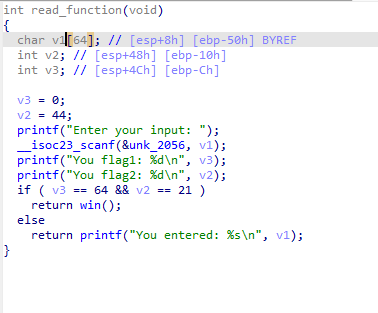 int read_function(void)
{
char v1[64]; // [esp+8h] [ebp-50h] BYREF
int v2; // [esp+48h] [ebp-10h]
int v3; // [esp+4Ch] [ebp-Ch]
v3 = 0;
v2 = 44;
printf("Enter your input: ");
__isoc23_scanf(&unk_2056, v1);
printf("You flag1: %d\n", v3);
printf("You flag2: %d\n", v2);
if ( v3 == 64 && v2 == 21 )
return win();
else
return printf("You entered: %s\n", v1);
}